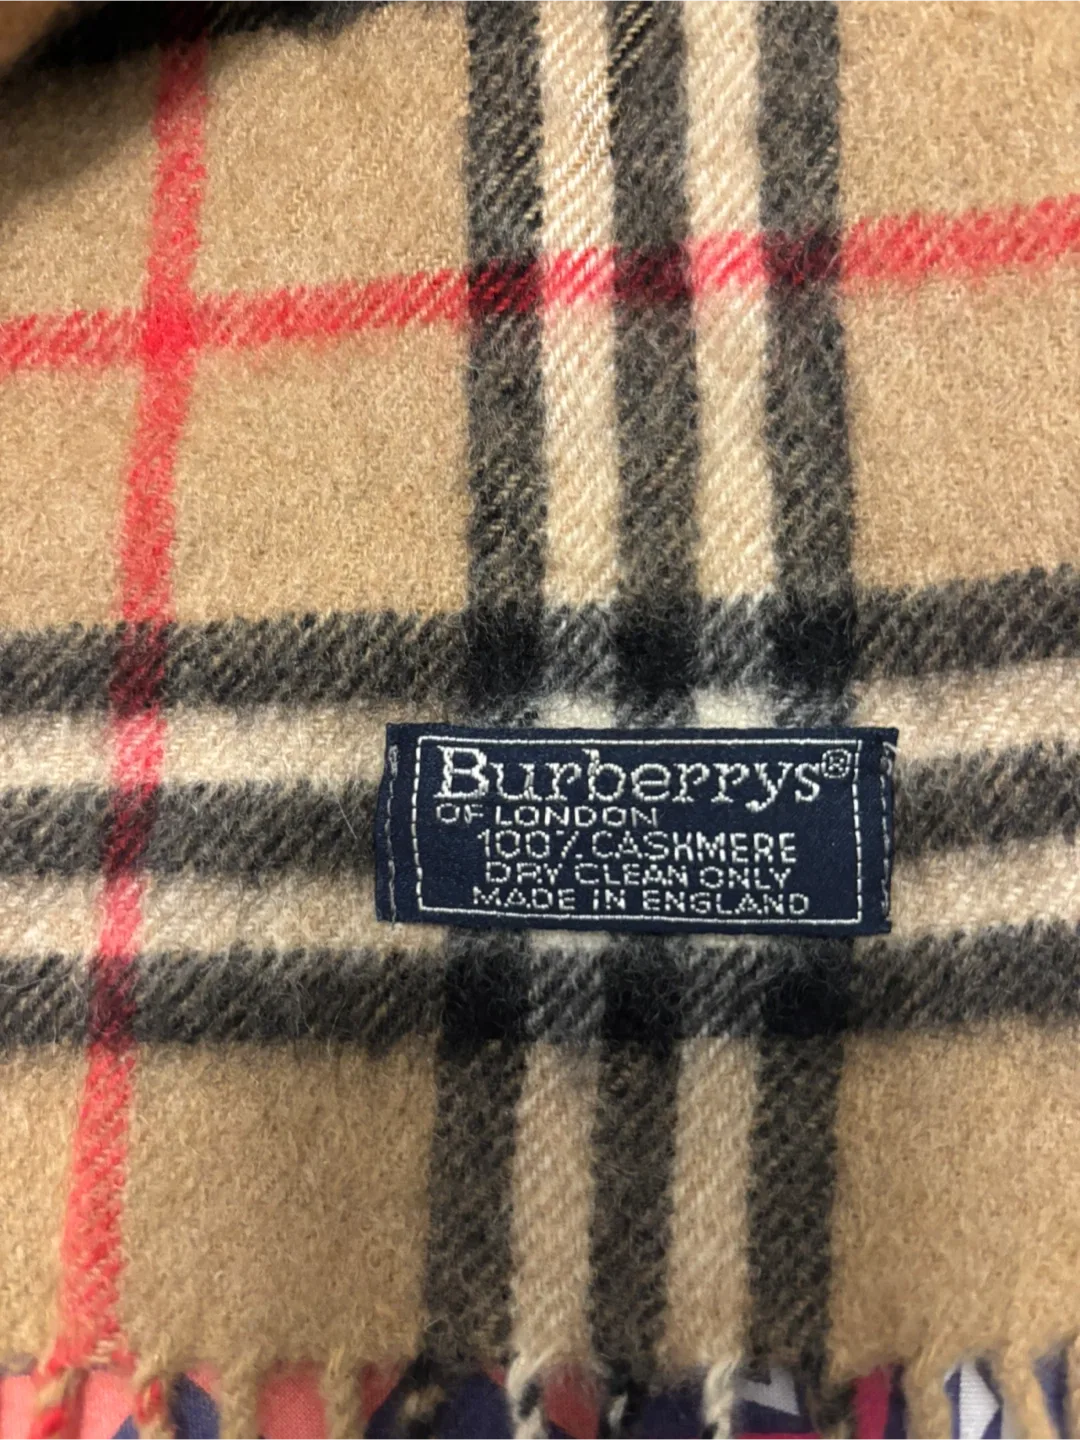 Burberrys®
OF LONDON
100% CASHMERE
DRY CLEAN ONLY
MADE IN ENGLAND